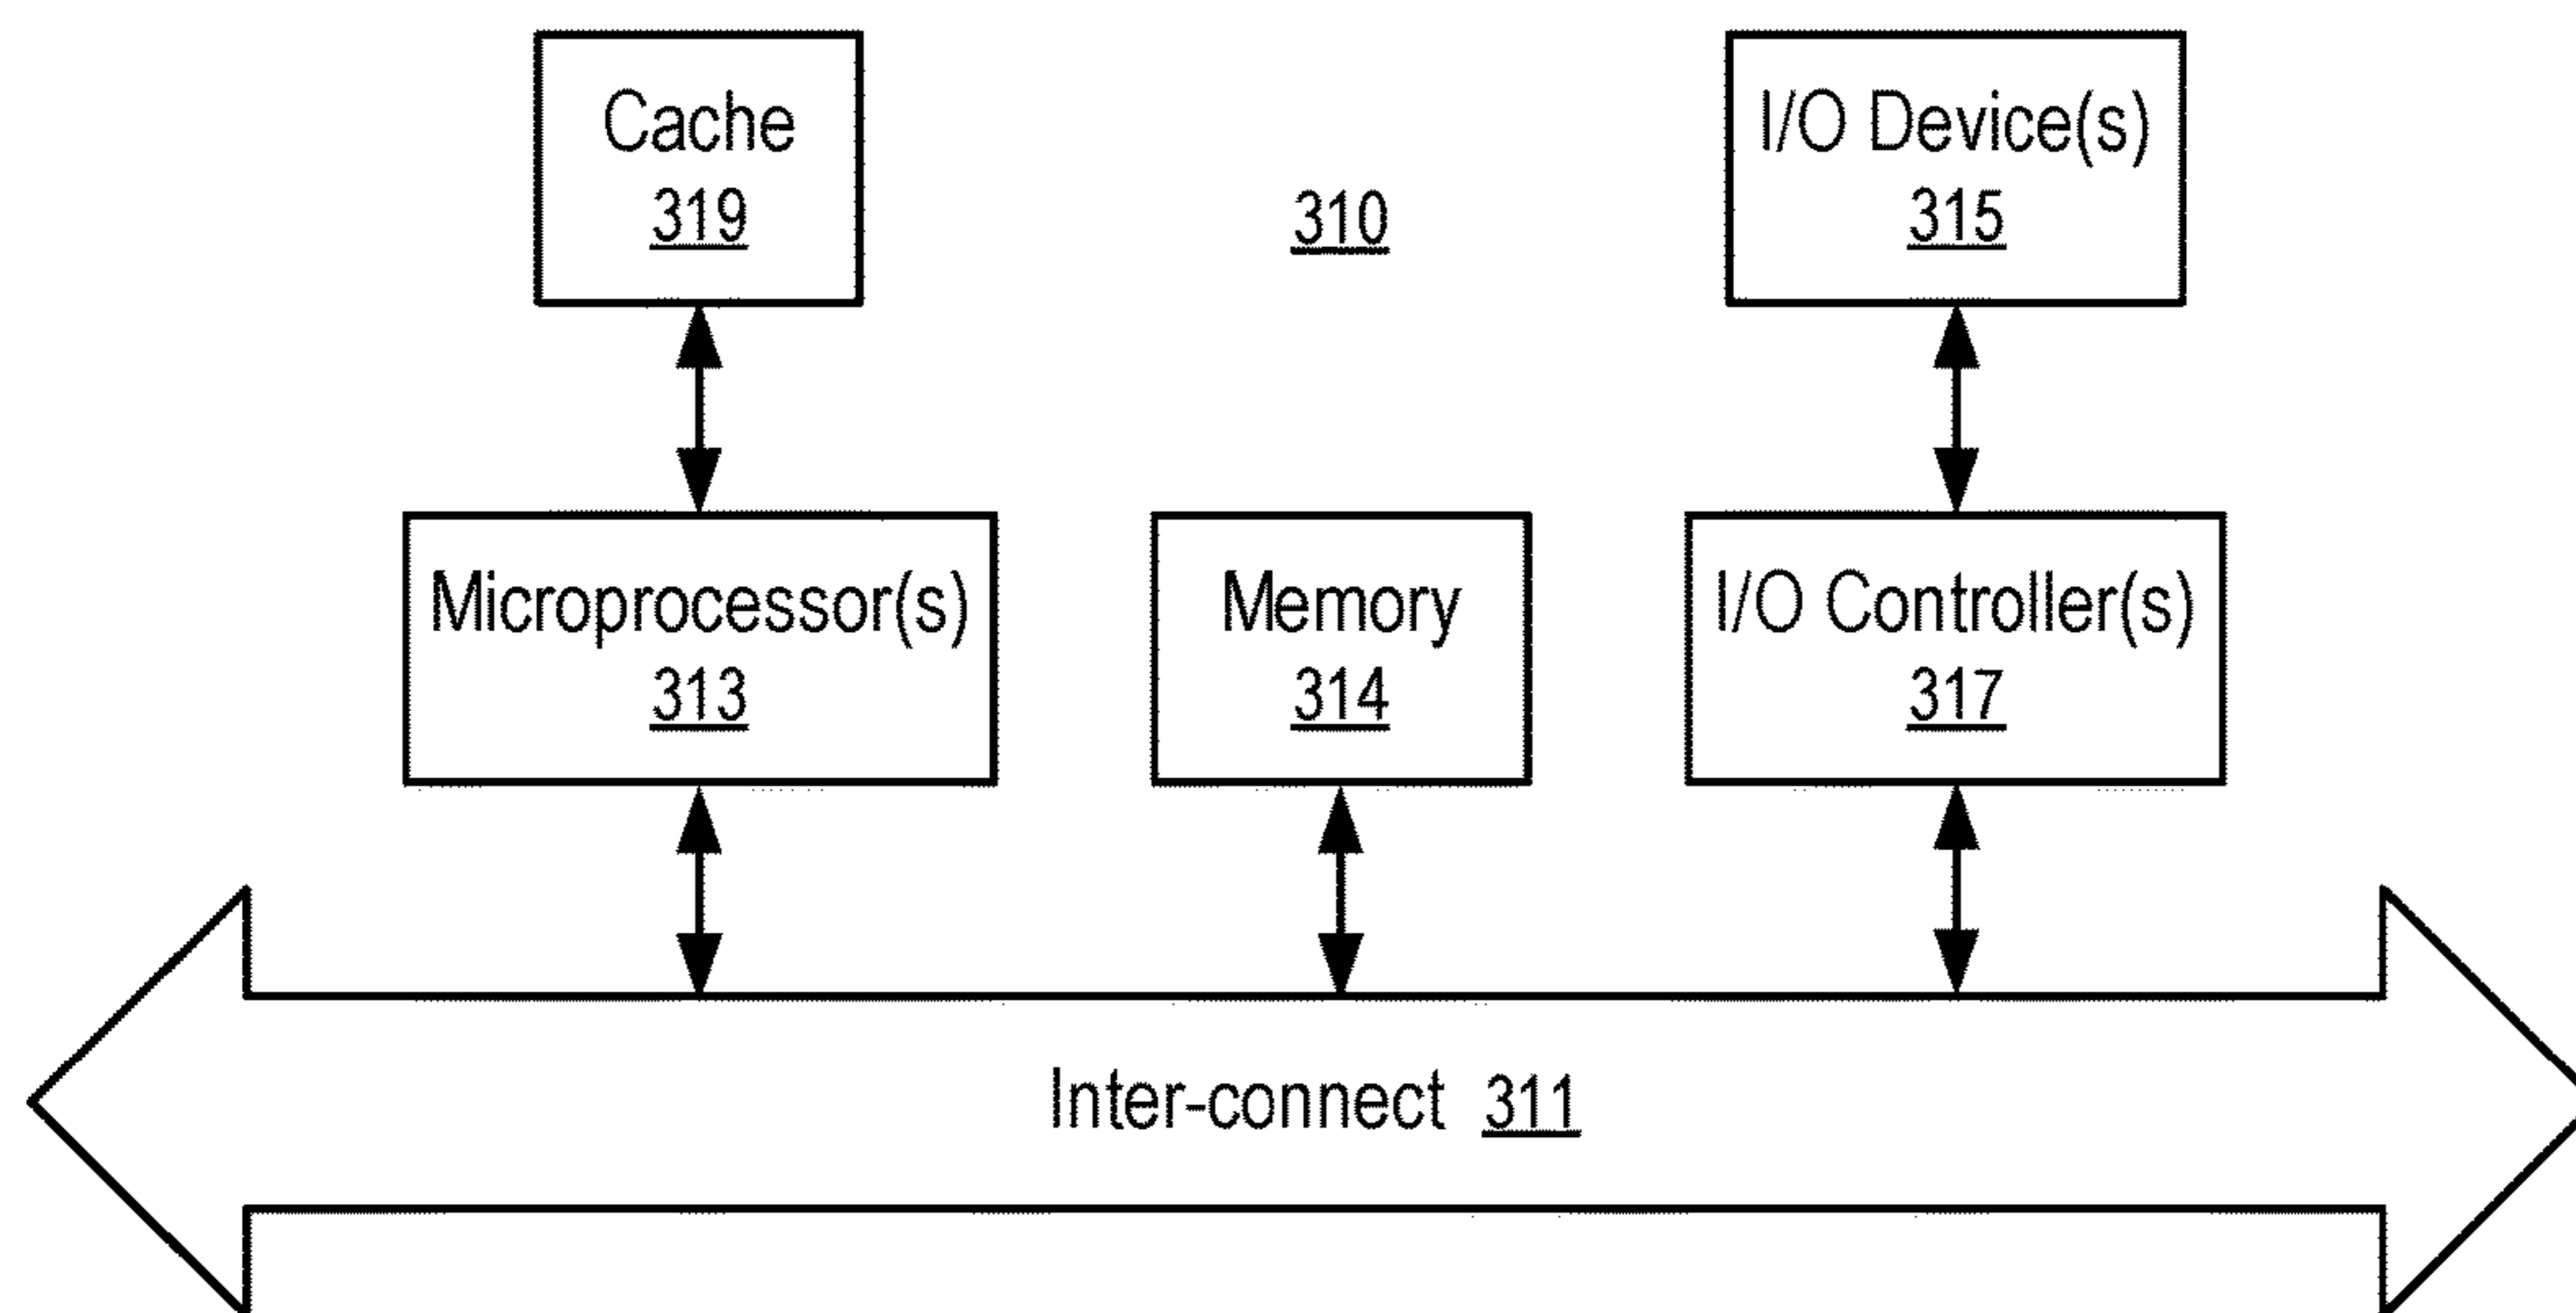 Cache
319
310
I/O Device(s)
315
Microprocessor(s)
313
Memory
314
I/O Controller(s)
317
Inter-connect 311